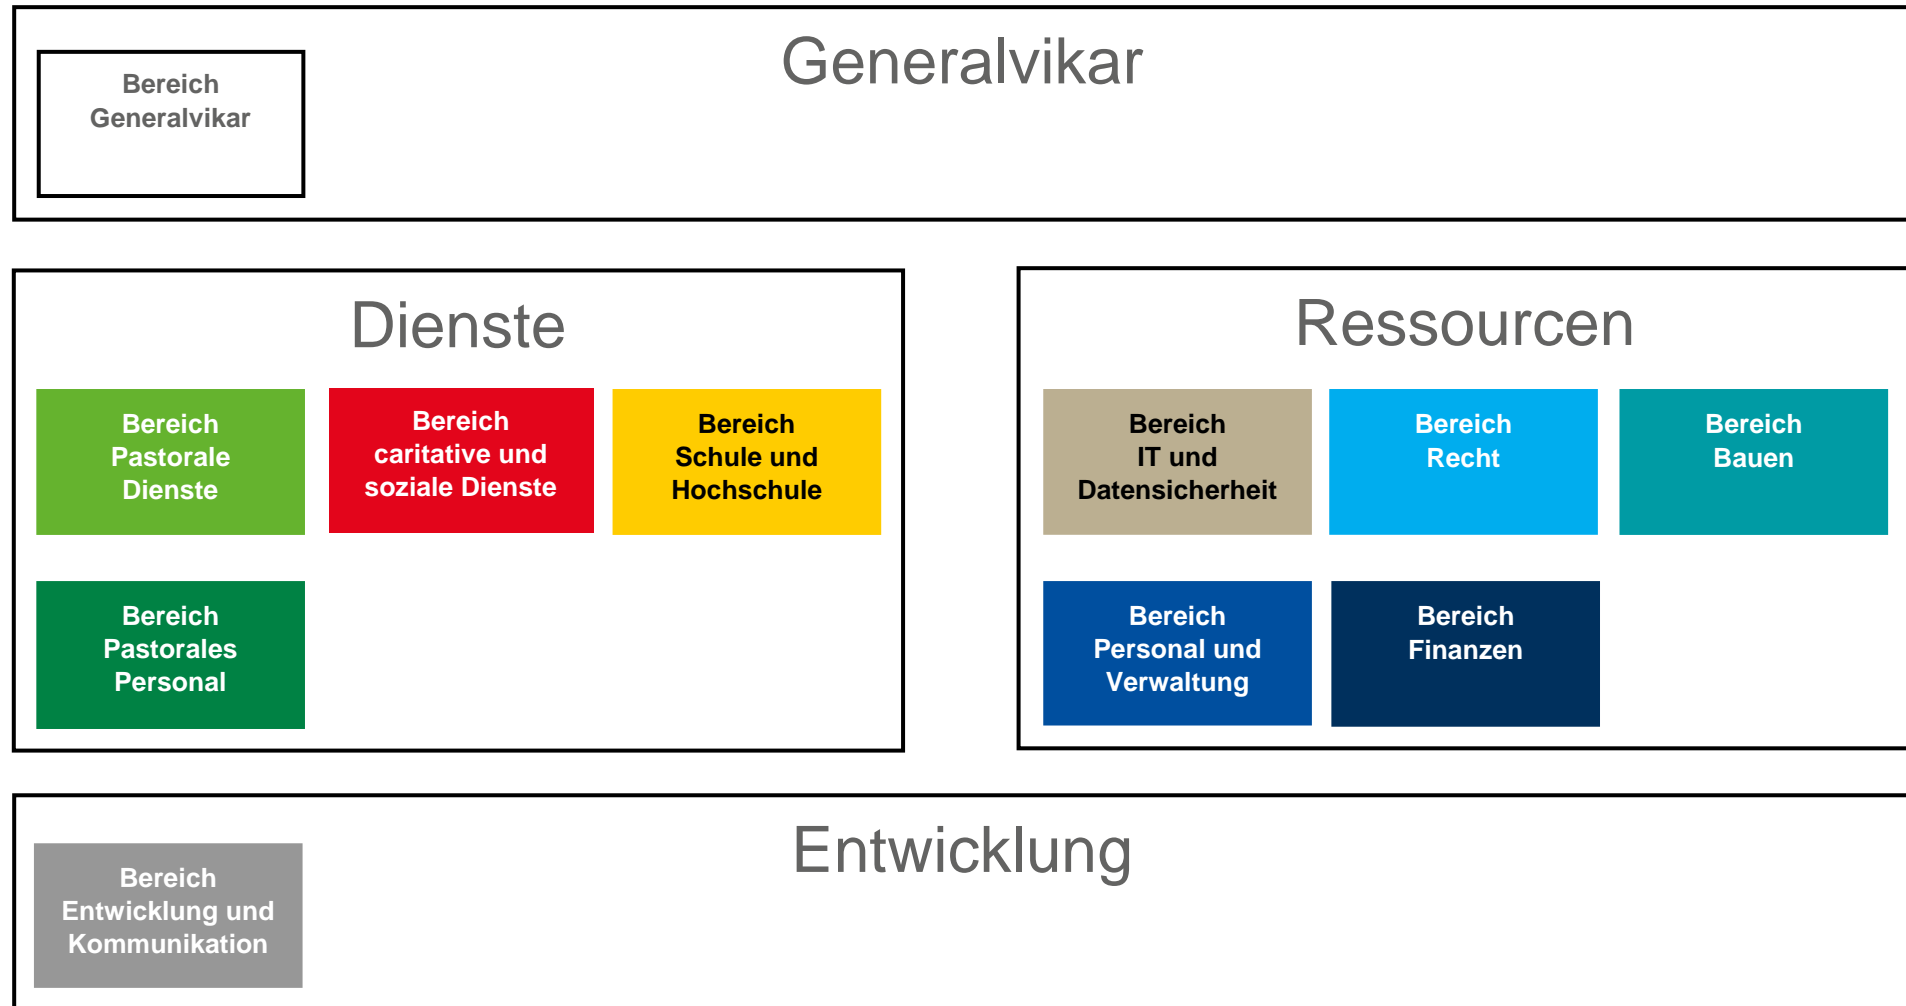 Generalvikar
Bereich
Generalvikar
Dienste
Bereich
Pastorale
Dienste
Bereich
caritative und
soziale Dienste
Bereich
Schule und
Hochschule
Bereich
Pastorales
Personal
Ressourcen
Bereich
IT und
Datensicherheit
Bereich
Recht
Bereich
Bauen
Bereich
Personal und
Verwaltung
Bereich
Finanzen
Entwicklung
Bereich
Entwicklung und
Kommunikation